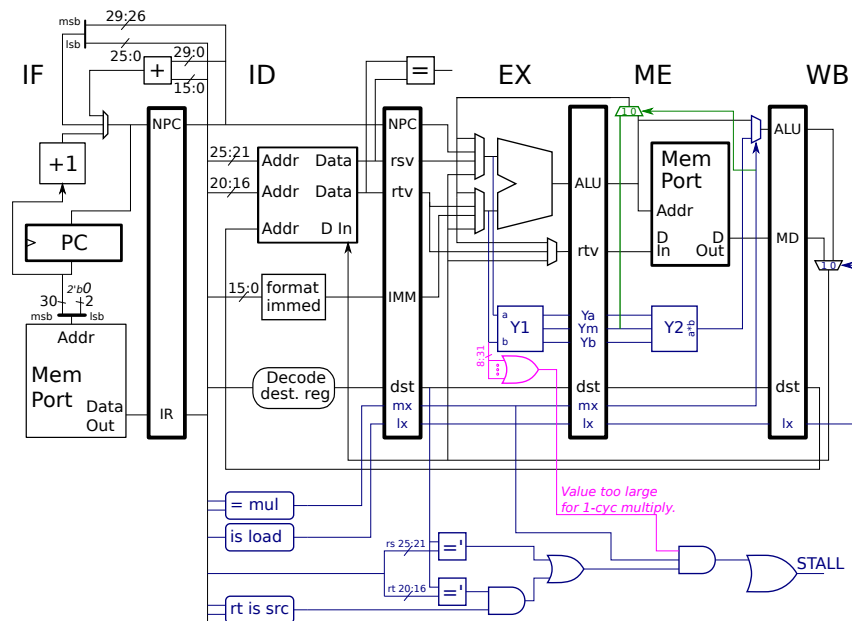 29:26
msb
lsb
25:0
29:0
15:0
+
=
IF
ID
EX
ME
WB
NPC
+1
PC
30
2'b0
2
msb
lsb
Addr
Mem
Port
Data
Out
IR
25:21
20:16
Addr
Data
Addr
Data
Addr
D In
15:0
format
immed
Decode
dest. reg
NPC
rsv
rtv
IMM
dst
mx
lx
a
Y1
b
8:31
ALU
rtv
Ya
Ym
Yb
dst
mx
lx
1 0
Mem
Port
Addr
D
In
D
Out
Y2
a*b
ALU
MD
dst
lx
1 0
= mul
is load
rt is src
rs 25:21
='
rt 20:16
='
Value too large
for 1-cyc multiply.
STALL